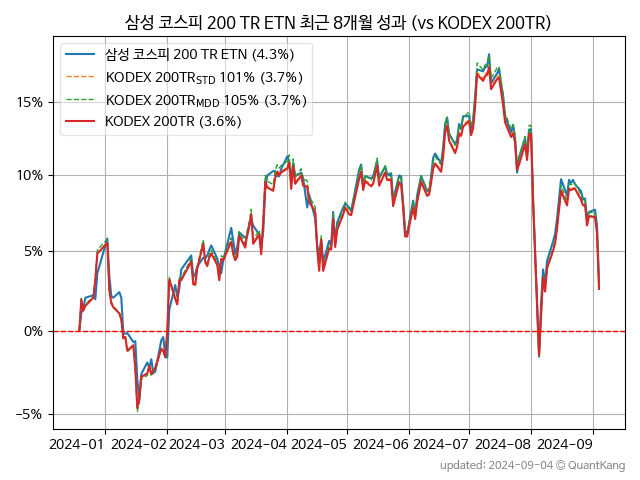 삼성 코스피 200 TR ETN 최근 8개월 성과 (vs KODEX 200TR)
삼성 코스피 200 TR ETN (4.3%)
KODEX 200TR_STD 101% (3.7%)
KODEX 200TR_MDD 105% (3.7%)
KODEX 200TR (3.6%)
15%
10%
5%
0%
−5%
2024-01 2024-02 2024-03 2024-04 2024-05 2024-06 2024-07 2024-08 2024-09
updated: 2024-09-04 © QuantKang